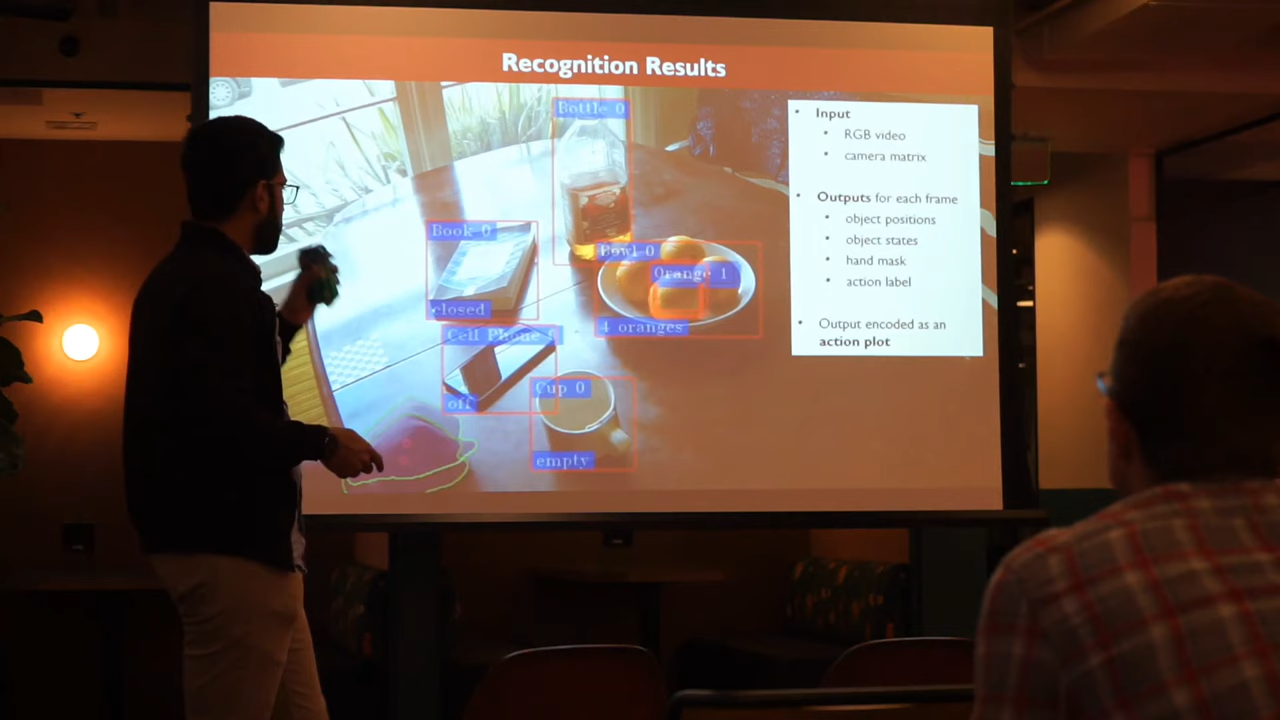 Recognition Results
Bottle 0
Book 0
closed
Bowl 0
Orange 1
4 oranges
Cell Phone
off
Cup 0
empty
• Input
• RGB video
• camera matrix
• Outputs for each frame
• object positions
• object states
• hand mask
• action label
• Output encoded as an
action plot